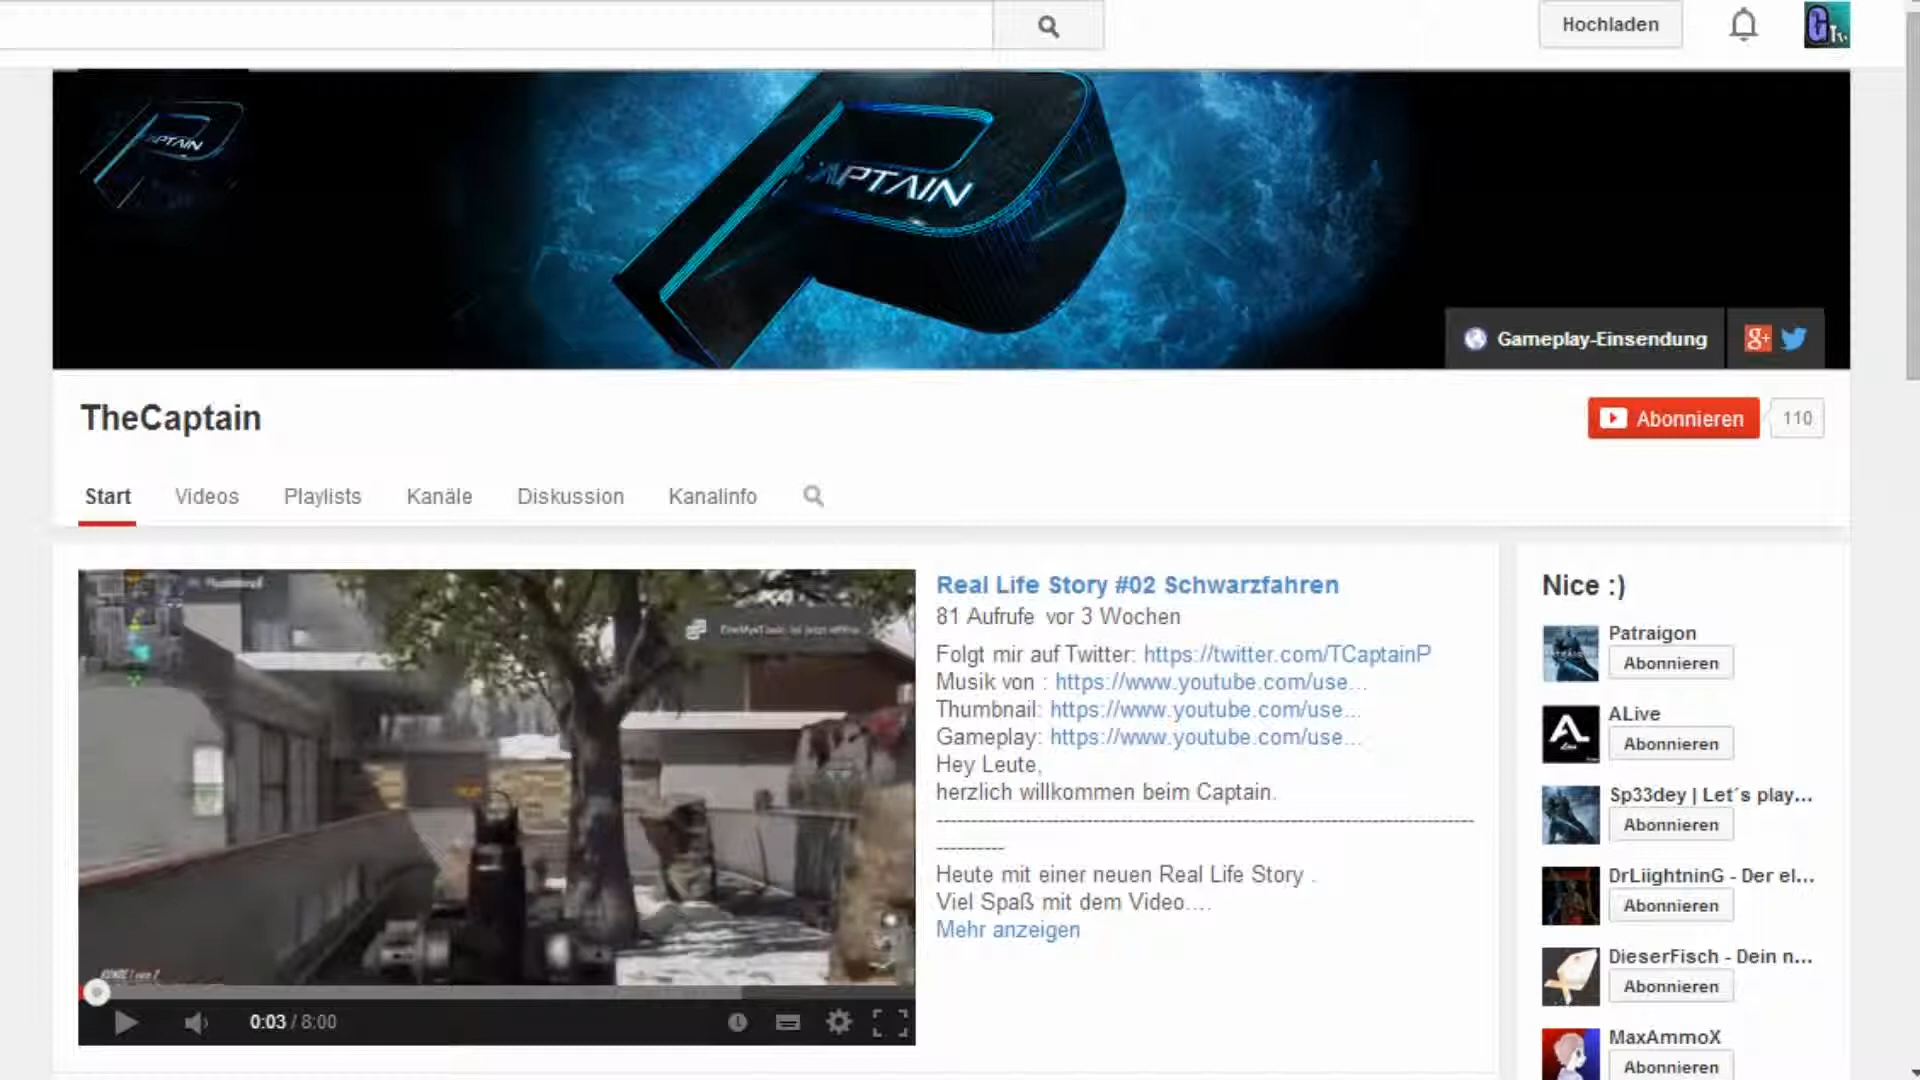 Hochladen
CAPTAIN
APTAIN
Gameplay-Einsendung
g+
TheCaptain
Abonnieren
110
Start
Videos
Playlists
Kanäle
Diskussion
Kanalinfo
Real Life Story #02 Schwarzfahren
81 Aufrufe vor 3 Wochen
Folgt mir auf Twitter: https://twitter.com/TCaptainP
Musik von : https://www.youtube.com/use...
Thumbnail: https://www.youtube.com/use...
Gameplay: https://www.youtube.com/use...
Hey Leute,
herzlich willkommen beim Captain.
--------------------------------------------------------------------------------
----------
Heute mit einer neuen Real Life Story .
Viel Spaß mit dem Video....
Mehr anzeigen
0:03 / 8:00
Nice :)
Patraigon
Abonnieren
ALive
Abonnieren
Sp33dey | Let´s play...
Abonnieren
DrLiightninG - Der el...
Abonnieren
DieserFisch - Dein n...
Abonnieren
MaxAmmoX
Abonnieren